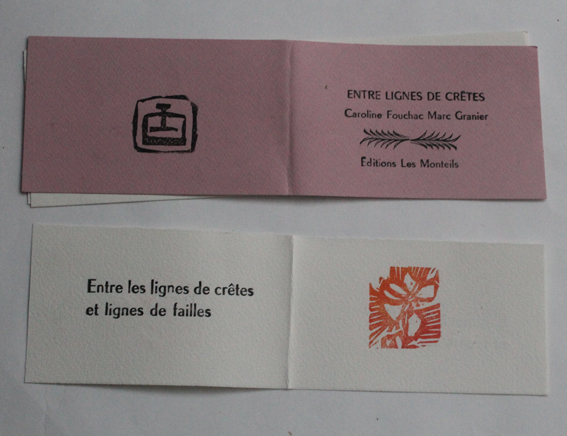 ENTRE LIGNES DE CRÊTES
Caroline Fouchac Marc Granier
Éditions Les Monteils
Entre les lignes de crêtes
et lignes de failles